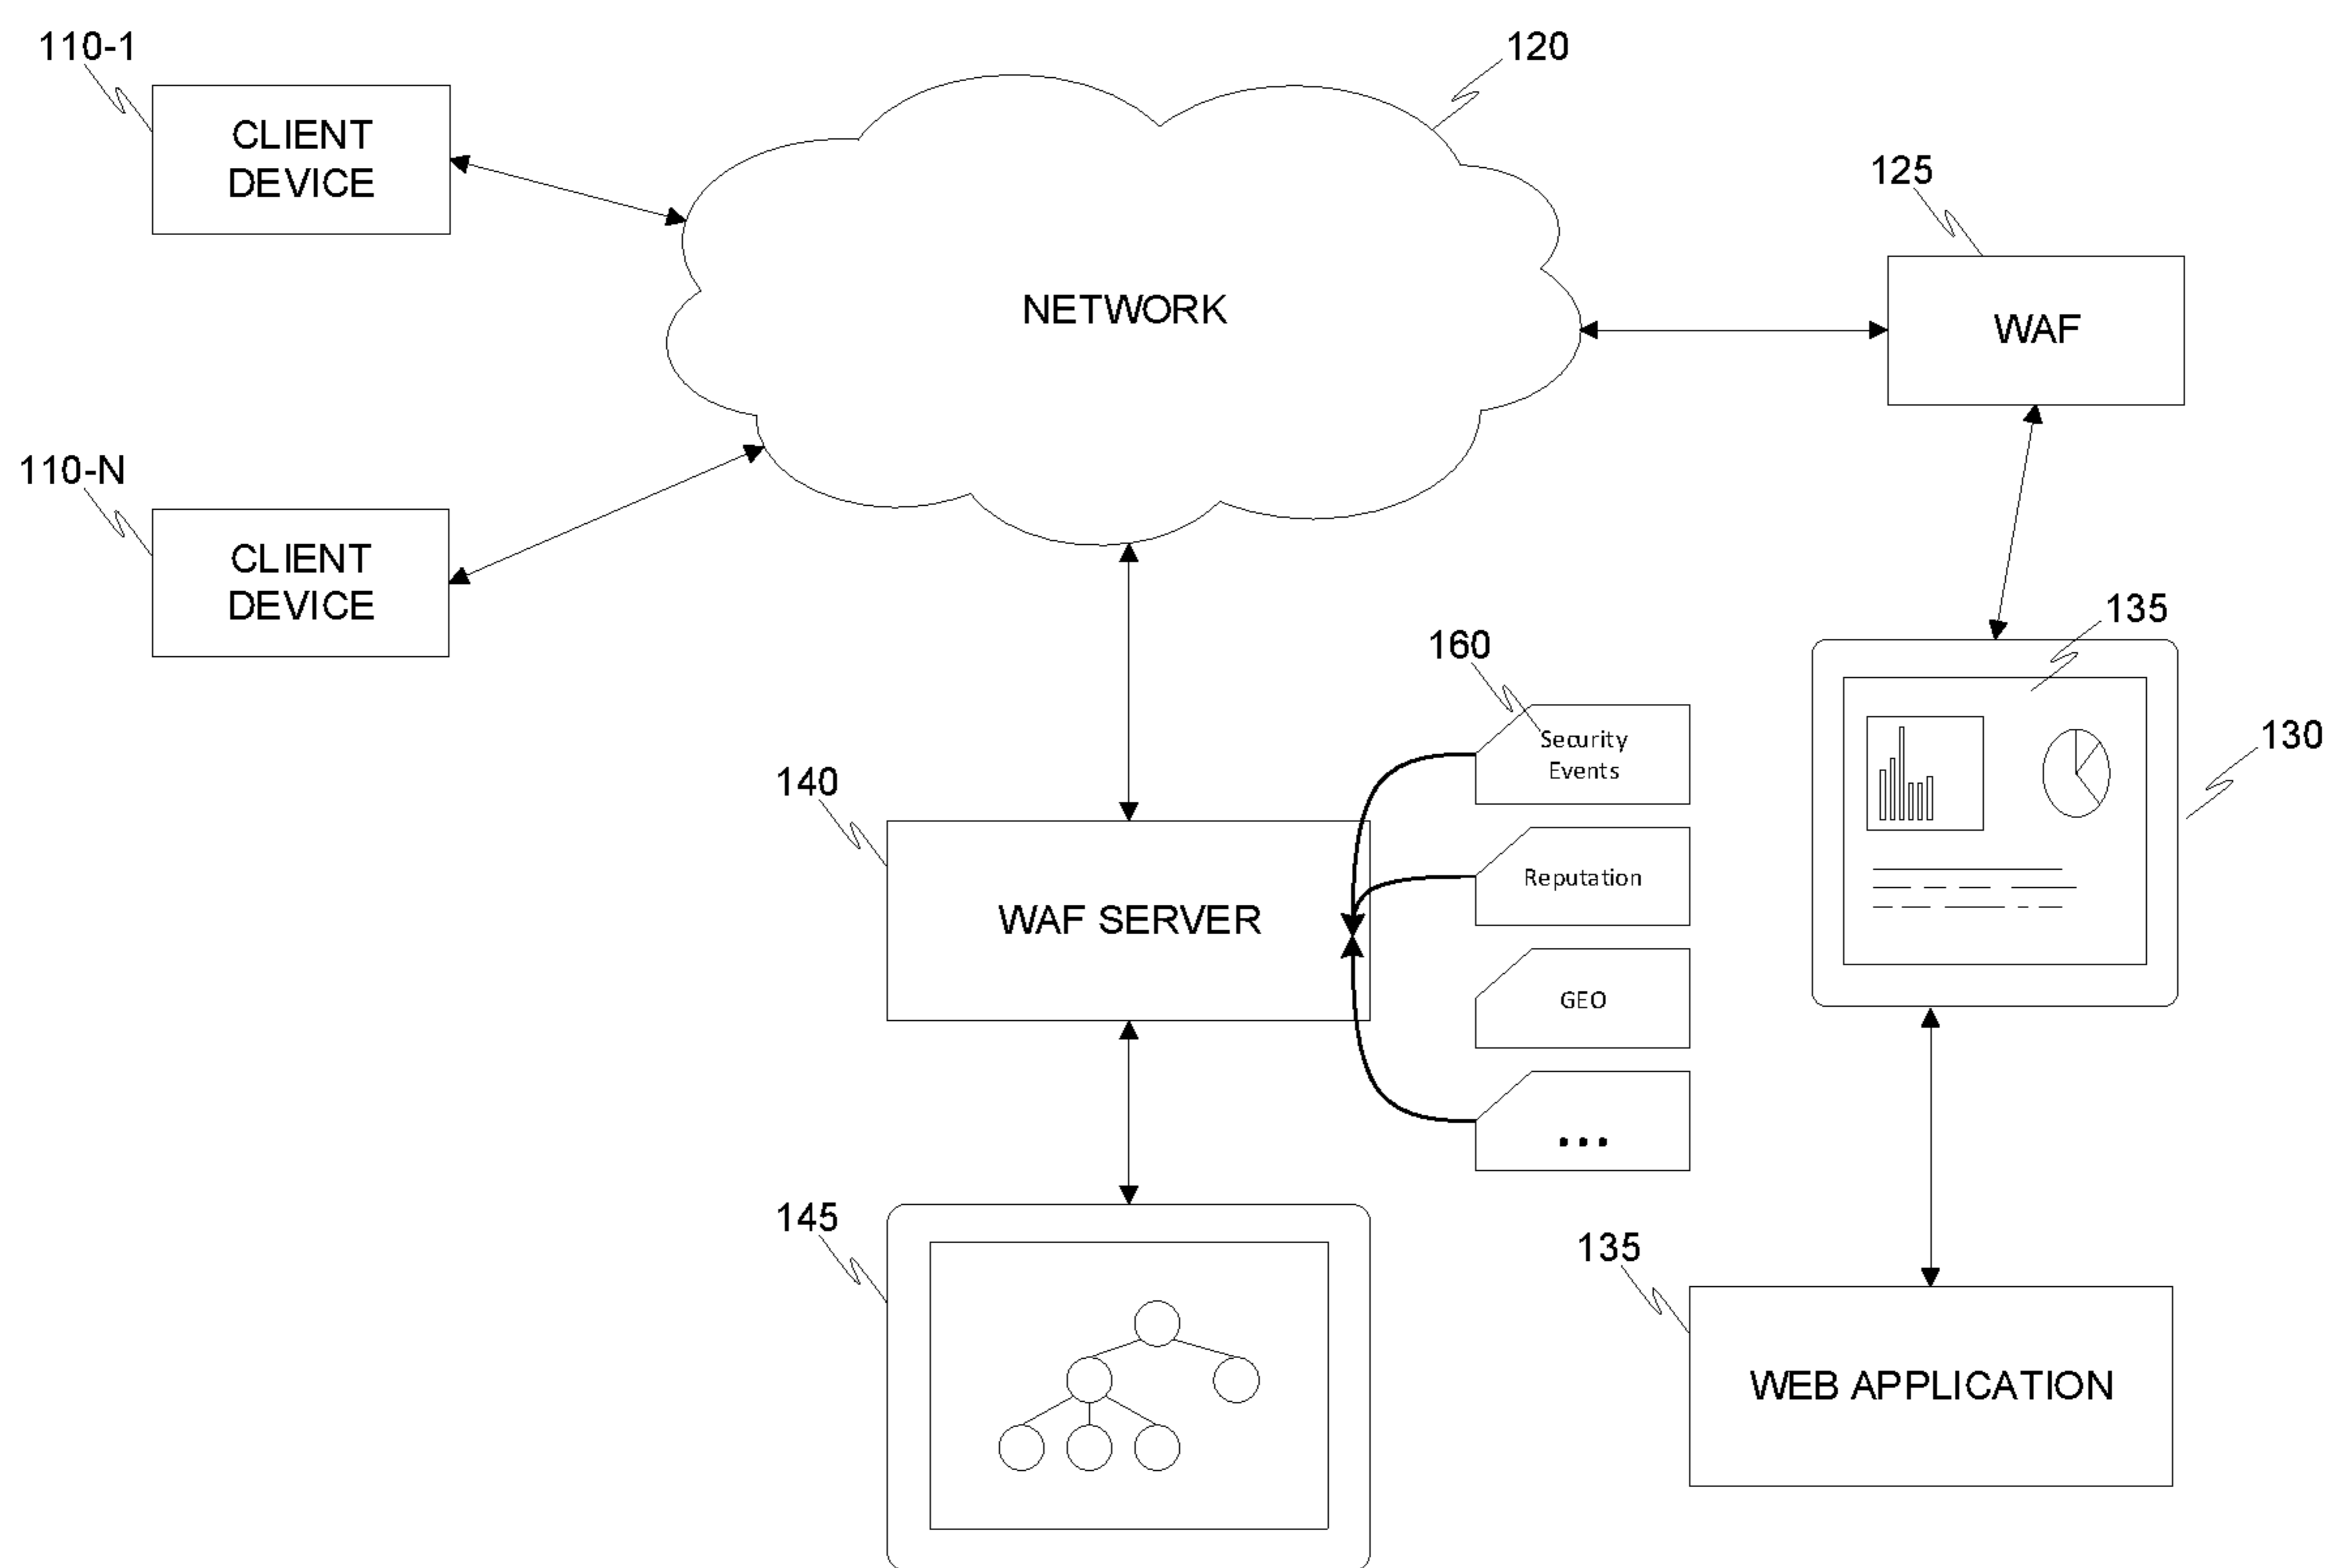 110-1
CLIENT
DEVICE
120
NETWORK
125
WAF
110-N
CLIENT
DEVICE
135
130
160
Security
Events
Reputation
GEO
...
140
WAF SERVER
145
135
WEB APPLICATION